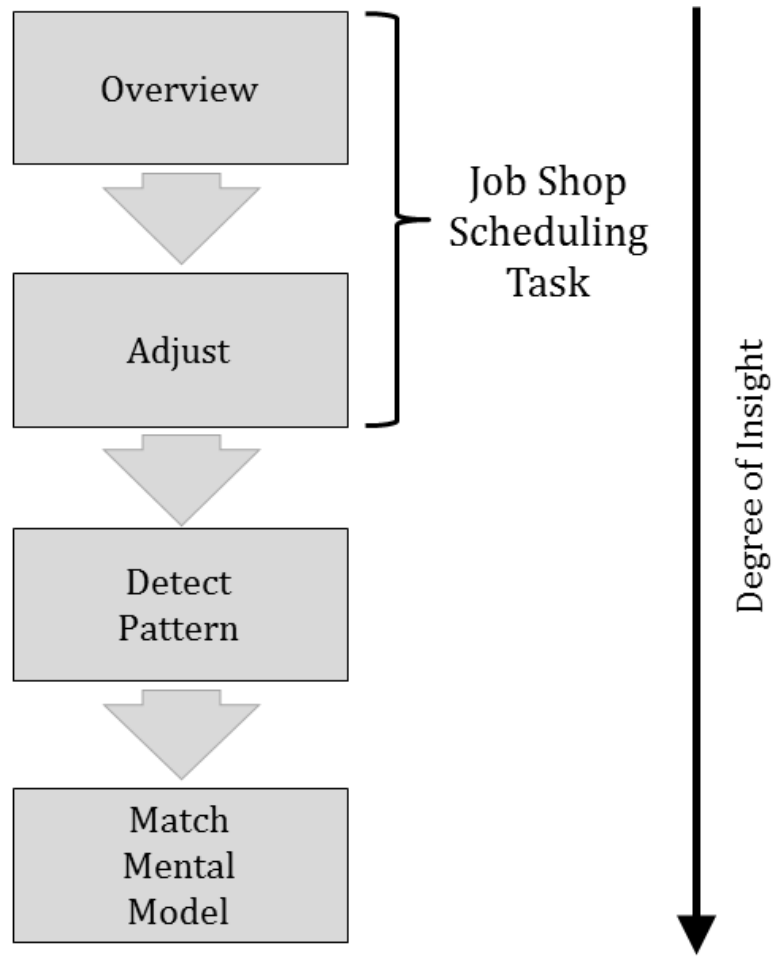 Overview
Adjust
Detect
Pattern
Match
Mental
Model
Job Shop
Scheduling
Task
Degree of Insight